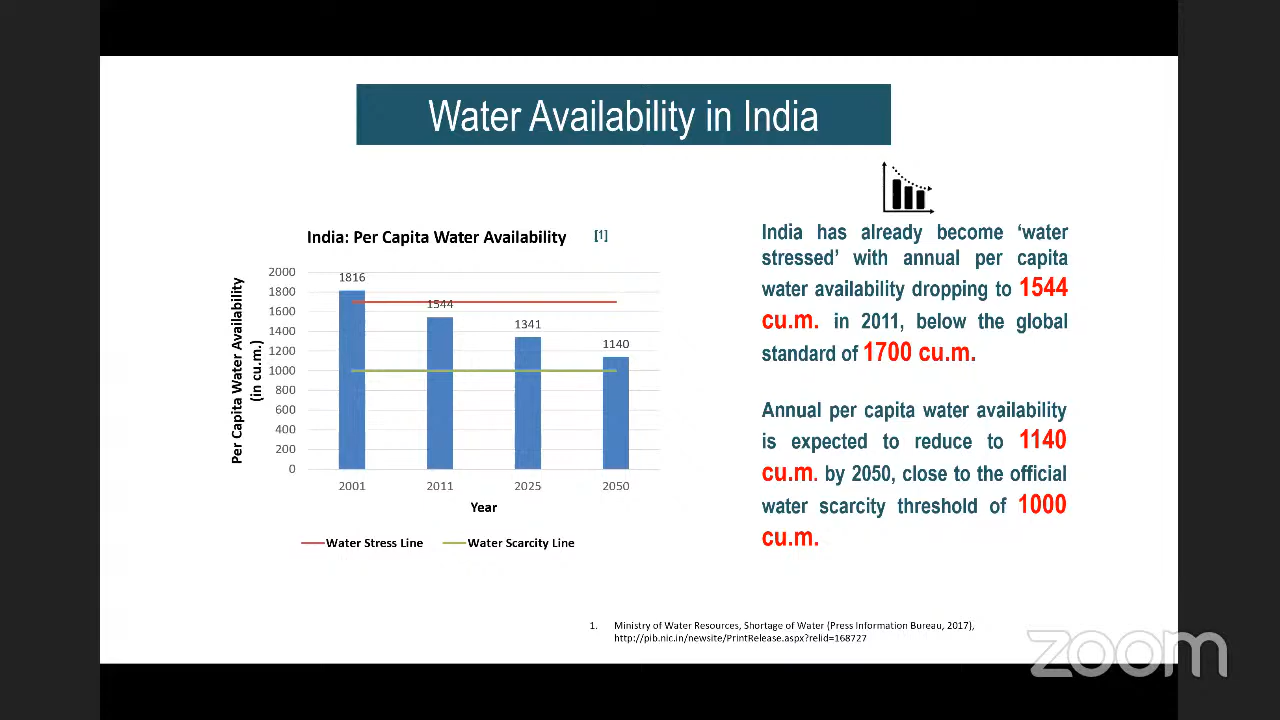 Water Availability in India
India: Per Capita Water Availability [1]
Per Capita Water Availability
(in cu.m.)
2000
1800
1600
1400
1200
1000
800
600
400
200
0
1816
1544
1341
1140
2001 2011 2025 2050
Year
Water Stress Line Water Scarcity Line
India has already become ‘water
stressed’ with annual per capita
water availability dropping to 1544
cu.m. in 2011, below the global
standard of 1700 cu.m.
Annual per capita water availability
is expected to reduce to 1140
cu.m. by 2050, close to the official
water scarcity threshold of 1000
cu.m.
1. Ministry of Water Resources, Shortage of Water (Press Information Bureau, 2017),
http://pib.nic.in/newsite/PrintRelease.aspx?relid=168727
zoom